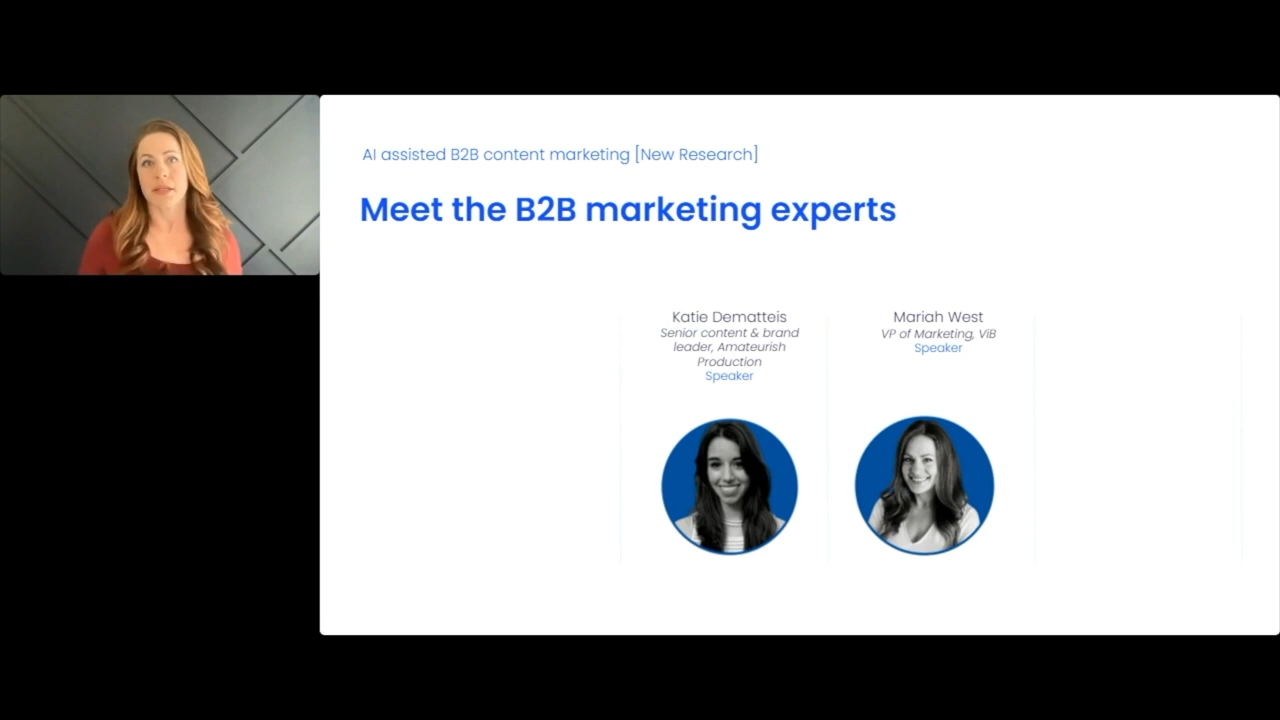 AI assisted B2B content marketing [New Research]
Meet the B2B marketing experts
Katie Dematteis
Senior content & brand
leader, Amateurish
Production
Speaker
Mariah West
VP of Marketing, ViB
Speaker